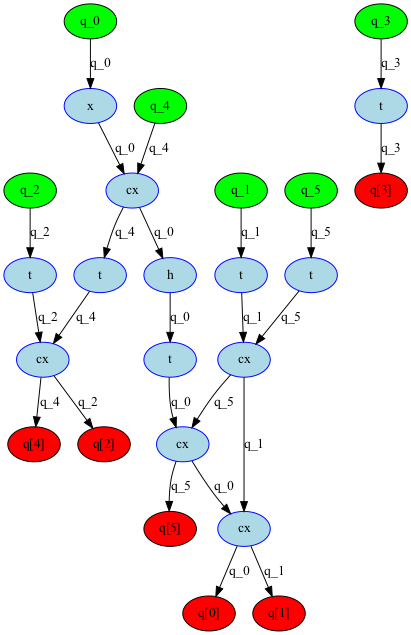 q_0 q_3
q_0 q_3
x q_4 t
q_0 q_4 q_3
q_2 cx q_1 q_5 q[3]
q_2 q_4 q_0 q_1 q_5
t t h t t
q_2 q_4 q_0 q_1 q_5
cx t cx
q_4 q_2 q_0 q_5
q[4] q[2] cx q_1
q_5 q_0
q[5] cx
q_0 q_1
q[0] q[1]